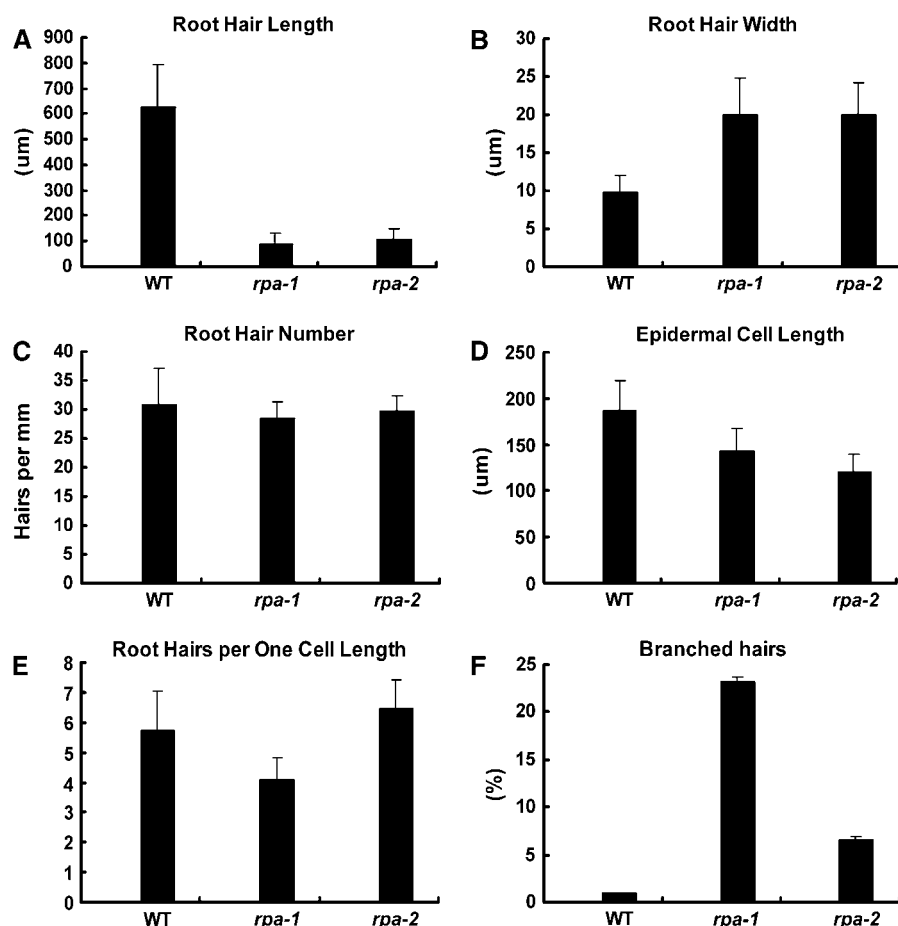 A
Root Hair Length
900
800
700
600
500
400
300
200
100
0
(um)
WT rpa-1 rpa-2
B
Root Hair Width
30
25
20
15
10
5
0
(um)
WT rpa-1 rpa-2
C
Root Hair Number
40
35
30
25
20
15
10
5
0
Hairs per mm
WT rpa-1 rpa-2
D
Epidermal Cell Length
250
200
150
100
50
0
(um)
WT rpa-1 rpa-2
E
Root Hairs per One Cell Length
8
7
6
5
4
3
2
1
0
WT rpa-1 rpa-2
F
Branched hairs
25
20
15
10
5
0
(%)
WT rpa-1 rpa-2